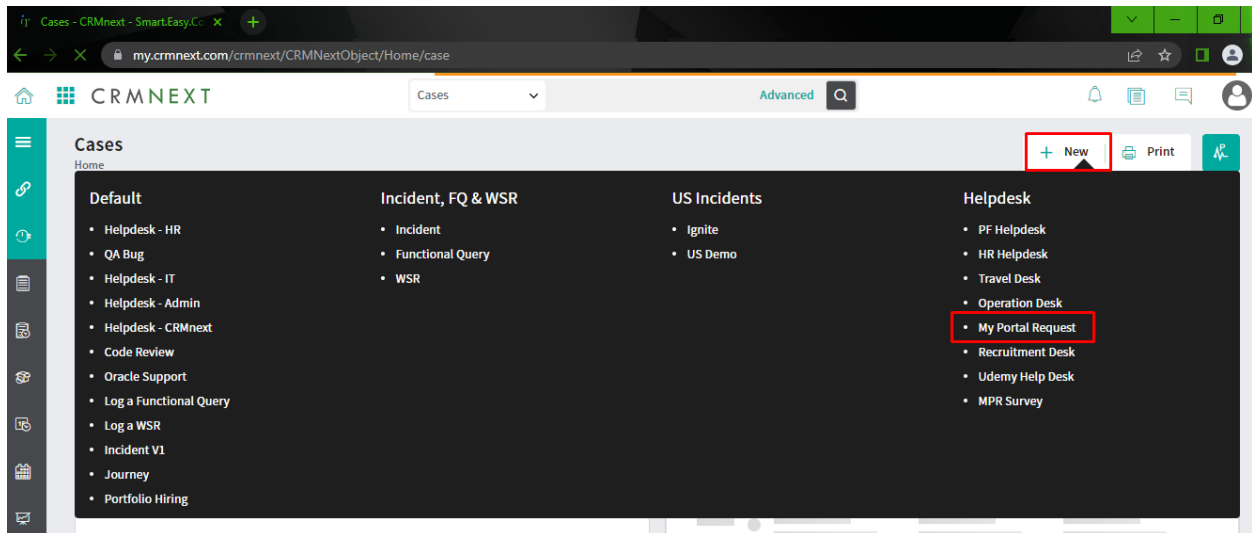 Cases - CRMnext - Smart.Easy.Co
my.crmnext.com/crmnext/CRMNextObject/Home/case
CRMNEXT
Cases
Advanced
Cases
Home
New
Print
Default
Helpdesk - HR
QA Bug
Helpdesk - IT
Helpdesk - Admin
Helpdesk - CRMnext
Code Review
Oracle Support
Log a Functional Query
Log a WSR
Incident V1
Journey
Portfolio Hiring
Incident, FQ & WSR
Incident
Functional Query
WSR
US Incidents
Ignite
US Demo
Helpdesk
PF Helpdesk
HR Helpdesk
Travel Desk
Operation Desk
My Portal Request
Recruitment Desk
Udemy Help Desk
MPR Survey